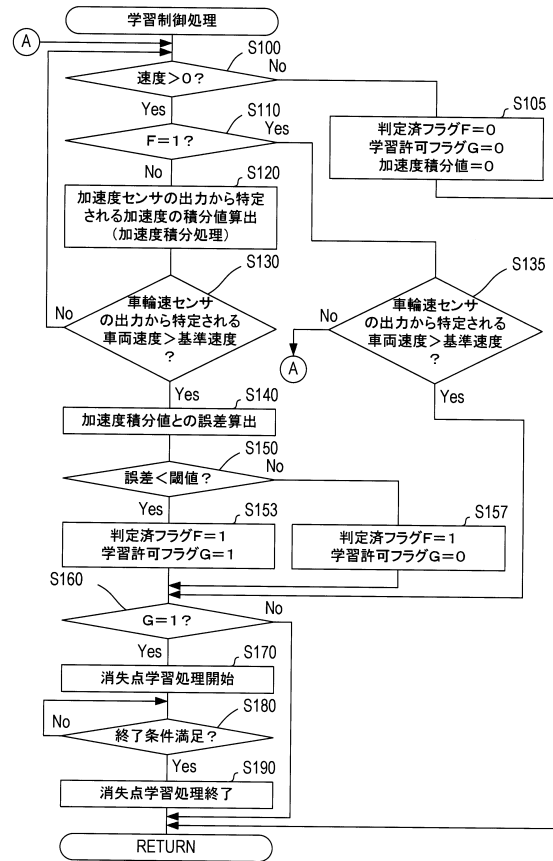 学習制御処理
A
S100
速度＞0？
No
Yes
S105
判定済フラグF＝0
学習許可フラグG＝0
加速度積分値＝0
S110
F＝1？
Yes
No
S120
加速度センサの出力から特定
される加速度の積分値算出
（加速度積分処理）
S130
車輪速センサ
の出力から特定される
車両速度＞基準速度
？
No
Yes
S135
車輪速センサ
の出力から特定される
車両速度＞基準速度
？
No
A
Yes
S140
加速度積分値との誤差算出
S150
誤差＜閾値？
No
Yes
S153
判定済フラグF＝1
学習許可フラグG＝1
S157
判定済フラグF＝1
学習許可フラグG＝0
S160
G＝1？
No
Yes
S170
消失点学習処理開始
S180
終了条件満足？
No
Yes
S190
消失点学習処理終了
RETURN